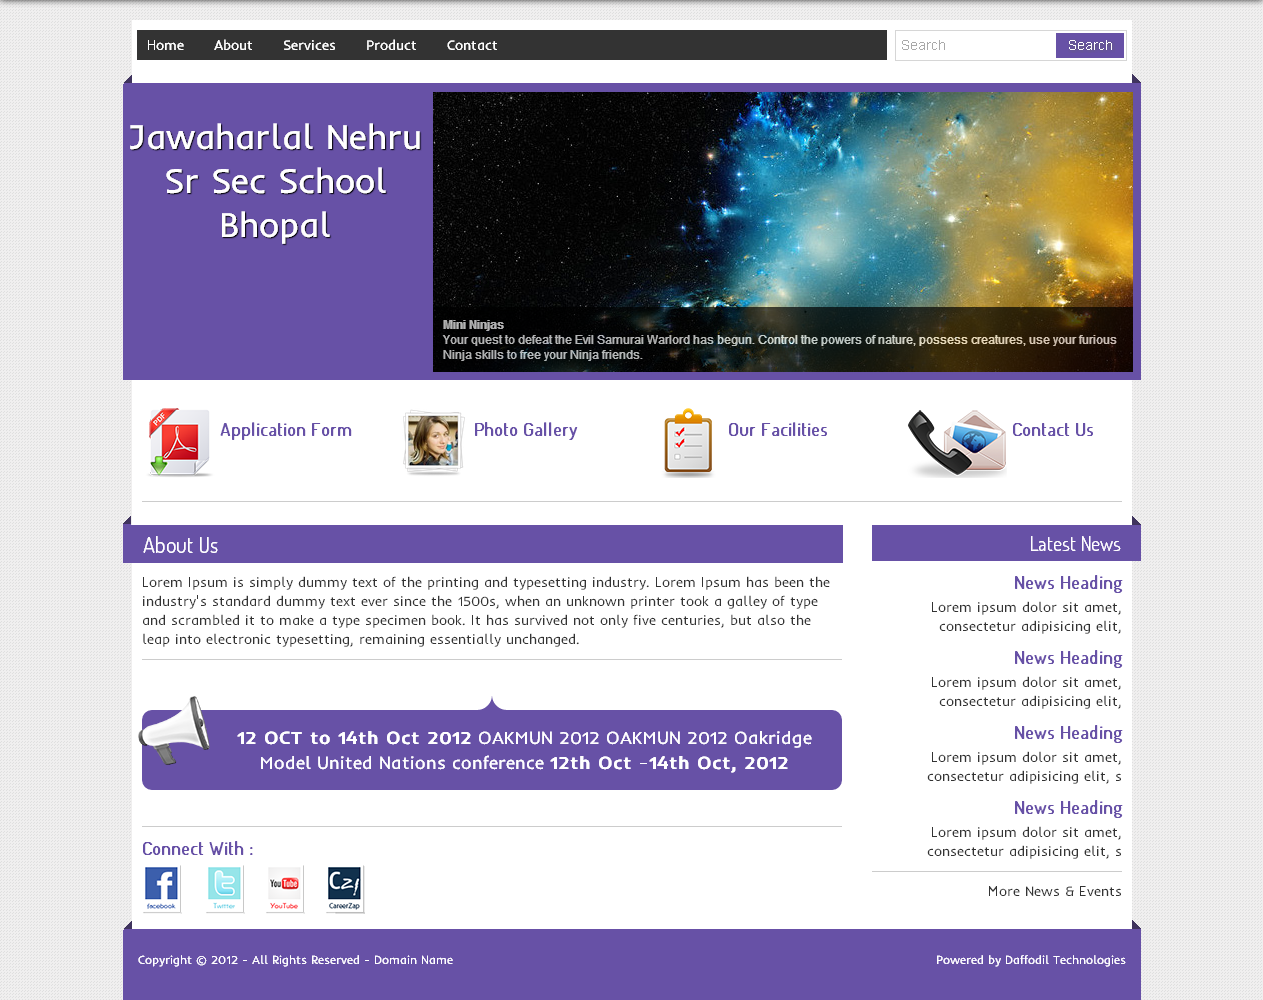 Home About Services Product Contact
Search Search
Jawaharlal Nehru
Sr Sec School
Bhopal
Mini Ninjas
Your quest to defeat the Evil Samurai Warlord has begun. Control the powers of nature, possess creatures, use your furious
Ninja skills to free your Ninja friends.
PDF
Application Form
Photo Gallery
Our Facilities
Contact Us
About Us
Lorem Ipsum is simply dummy text of the printing and typesetting industry. Lorem Ipsum has been the
industry's standard dummy text ever since the 1500s, when an unknown printer took a galley of type
and scrambled it to make a type specimen book. It has survived not only five centuries, but also the
leap into electronic typesetting, remaining essentially unchanged.
12 OCT to 14th Oct 2012 OAKMUN 2012 OAKMUN 2012 Oakridge
Model United Nations conference 12th Oct -14th Oct, 2012
Connect With :
facebook
Twitter
You Tube
YouTube
CZ1
CareerZap
Latest News
News Heading
Lorem ipsum dolor sit amet,
consectetur adipisicing elit,
News Heading
Lorem ipsum dolor sit amet,
consectetur adipisicing elit,
News Heading
Lorem ipsum dolor sit amet,
consectetur adipisicing elit, s
News Heading
Lorem ipsum dolor sit amet,
consectetur adipisicing elit, s
More News & Events
Copyright © 2012 - All Rights Reserved - Domain Name
Powered by Daffodil Technologies